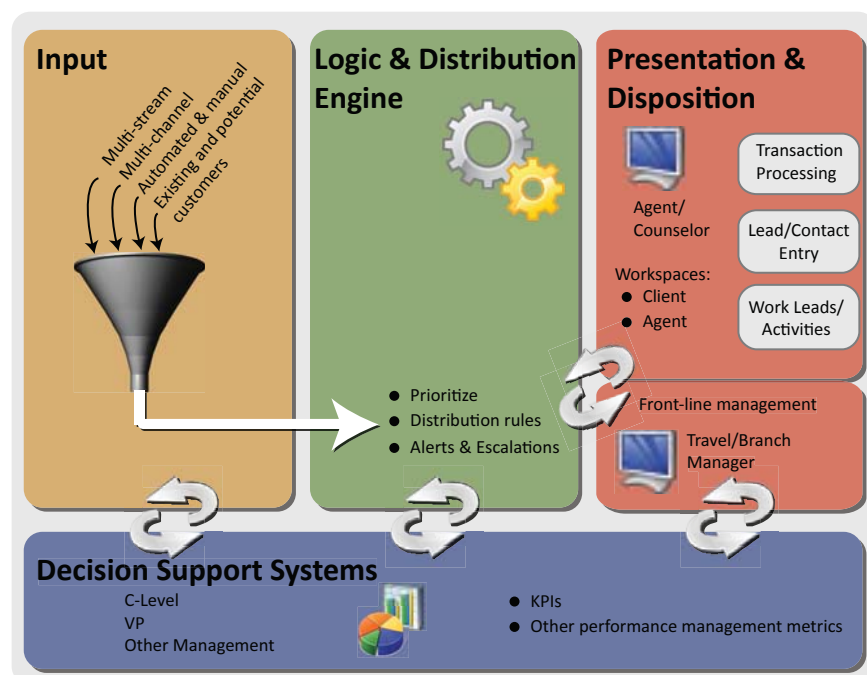 Input
Multi-stream
Multi-channel
Automated & manual
Existing and potential
customers
Logic & Distribution
Engine
● Prioritize
● Distribution rules
● Alerts & Escalations
Presentation &
Disposition
Agent/
Counselor
Workspaces:
● Client
● Agent
Transaction
Processing
Lead/Contact
Entry
Work Leads/
Activities
Front-line management
Travel/Branch
Manager
Decision Support Systems
C-Level
VP
Other Management
● KPIs
● Other performance management metrics